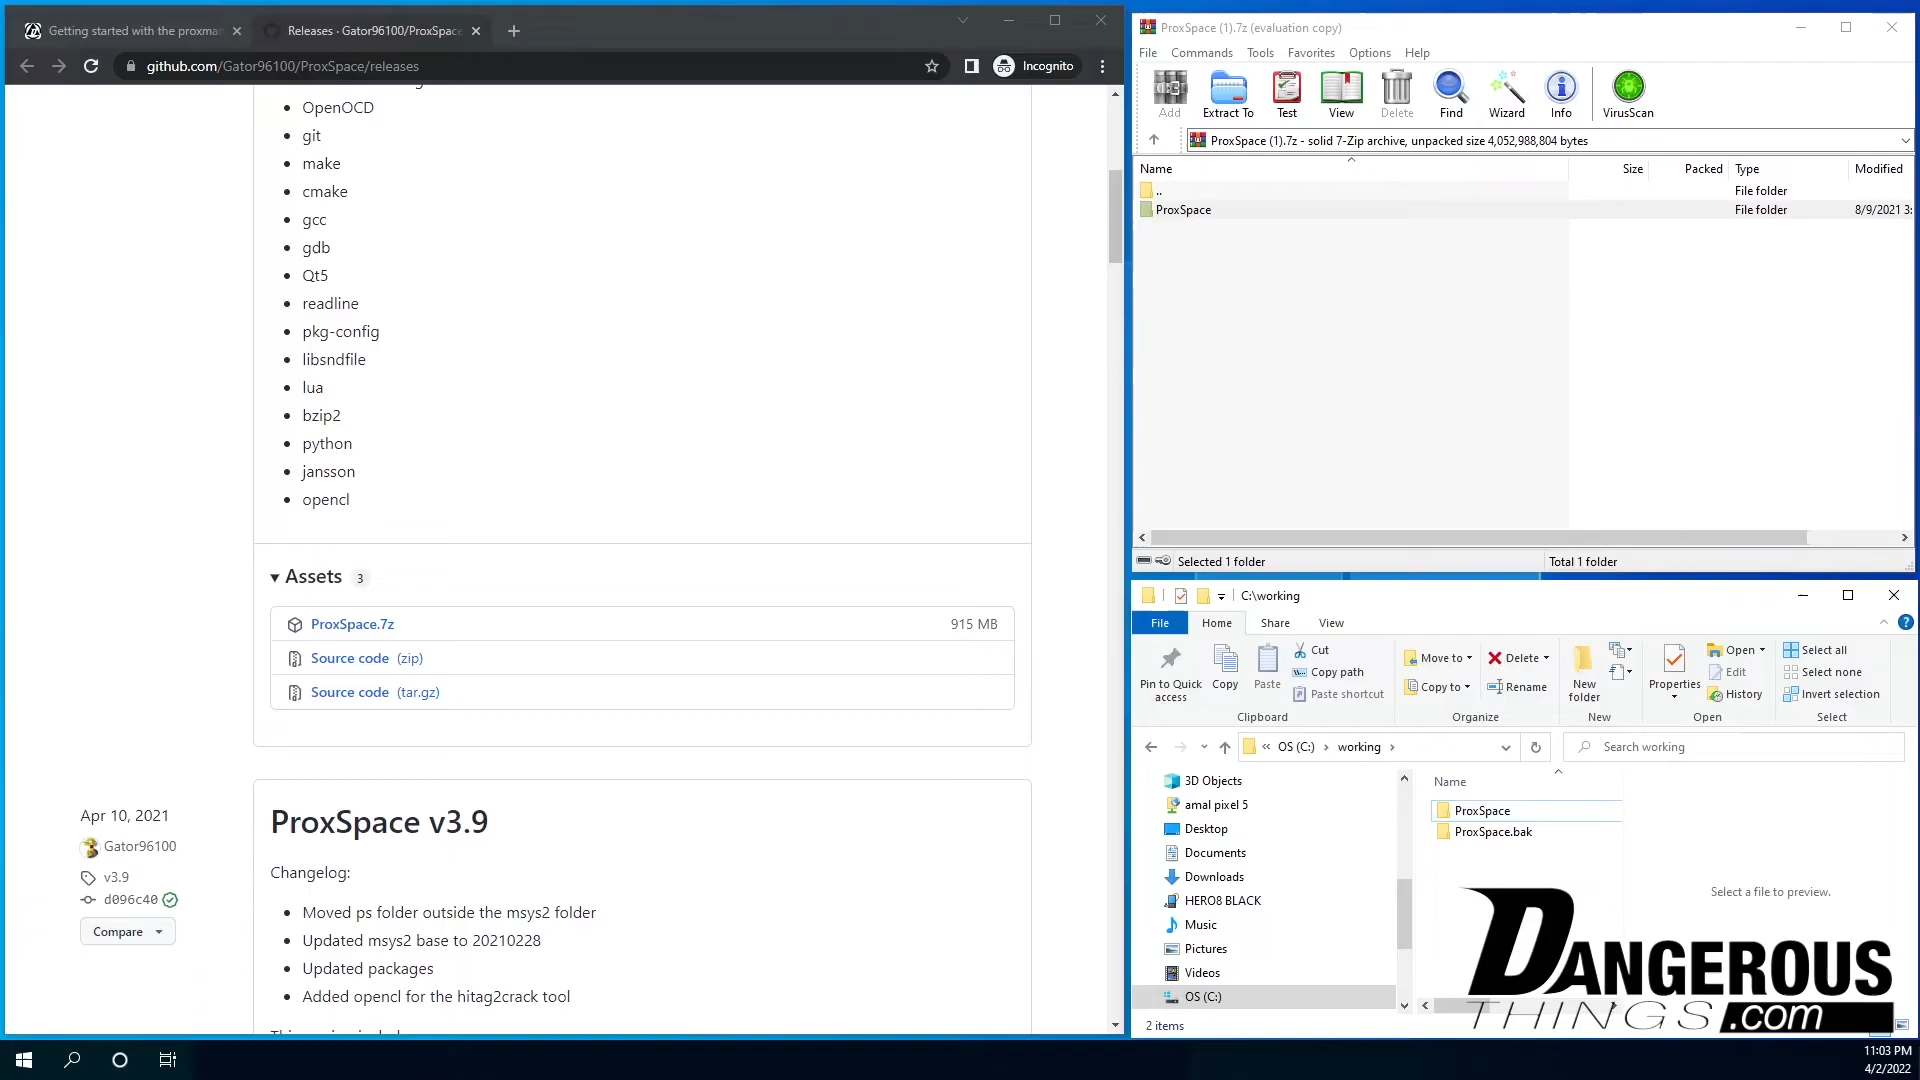 Getting started with the proxma
Releases · Gator96100/ProxSpace
github.com/Gator96100/ProxSpace/releases
Incognito
OpenOCD
git
make
cmake
gcc
gdb
Qt5
readline
pkg-config
libsndfile
lua
bzip2
python
jansson
opencl
Assets 3
ProxSpace.7z 915 MB
Source code (zip)
Source code (tar.gz)
Apr 10, 2021
Gator96100
v3.9
d096c40
Compare
ProxSpace v3.9
Changelog:
Moved ps folder outside the msys2 folder
Updated msys2 base to 20210228
Updated packages
Added opencl for the hitag2crack tool
ProxSpace (1).7z (evaluation copy)
File Commands Tools Favorites Options Help
Add Extract To Test View Delete Find Wizard Info VirusScan
ProxSpace (1).7z - solid 7-Zip archive, unpacked size 4,052,988,804 bytes
Name Size Packed Type Modified
.. File folder
ProxSpace File folder 8/9/2021 3:
Selected 1 folder Total 1 folder
C:\working
File Home Share View
Pin to Quick access
Copy
Paste
Cut
Copy path
Paste shortcut
Clipboard
Move to
Copy to
Delete
Rename
Organize
New folder
New
Properties
Open
Edit
History
Open
Select all
Select none
Invert selection
Select
« OS (C:) › working ›
Search working
3D Objects
amal pixel 5
Desktop
Documents
Downloads
HERO8 BLACK
Music
Pictures
Videos
OS (C:)
Name
ProxSpace
ProxSpace.bak
Select a file to preview.
2 items
DANGEROUS
THINGS.com
11:03 PM
4/2/2022